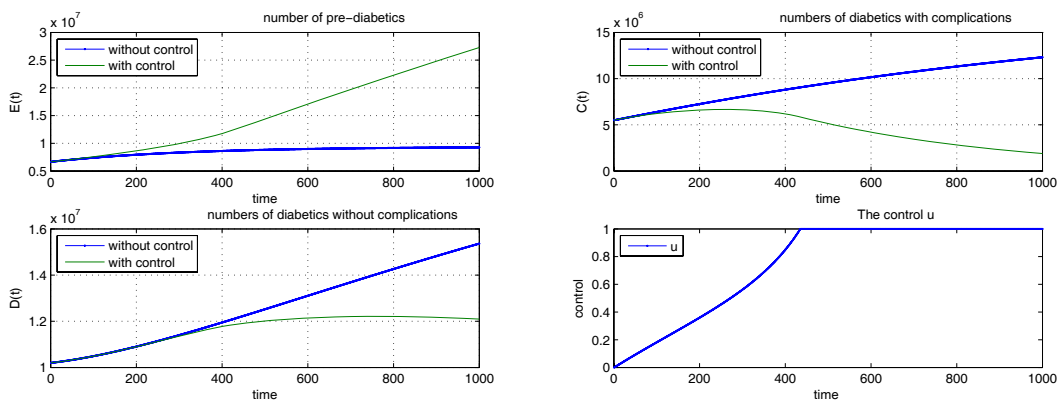 number of pre−diabetics
x 10^7
E(t)
3
2.5
2
1.5
1
0.5
0 200 400 600 800 1000
time
without control
with control
numbers of diabetics with complications
x 10^6
C(t)
15
10
5
0
0 200 400 600 800 1000
time
without control
with control
numbers of diabetics without complications
x 10^7
D(t)
1.6
1.4
1.2
1
0 200 400 600 800 1000
time
without control
with control
The control u
control
1
0.8
0.6
0.4
0.2
0
0 200 400 600 800 1000
time
u